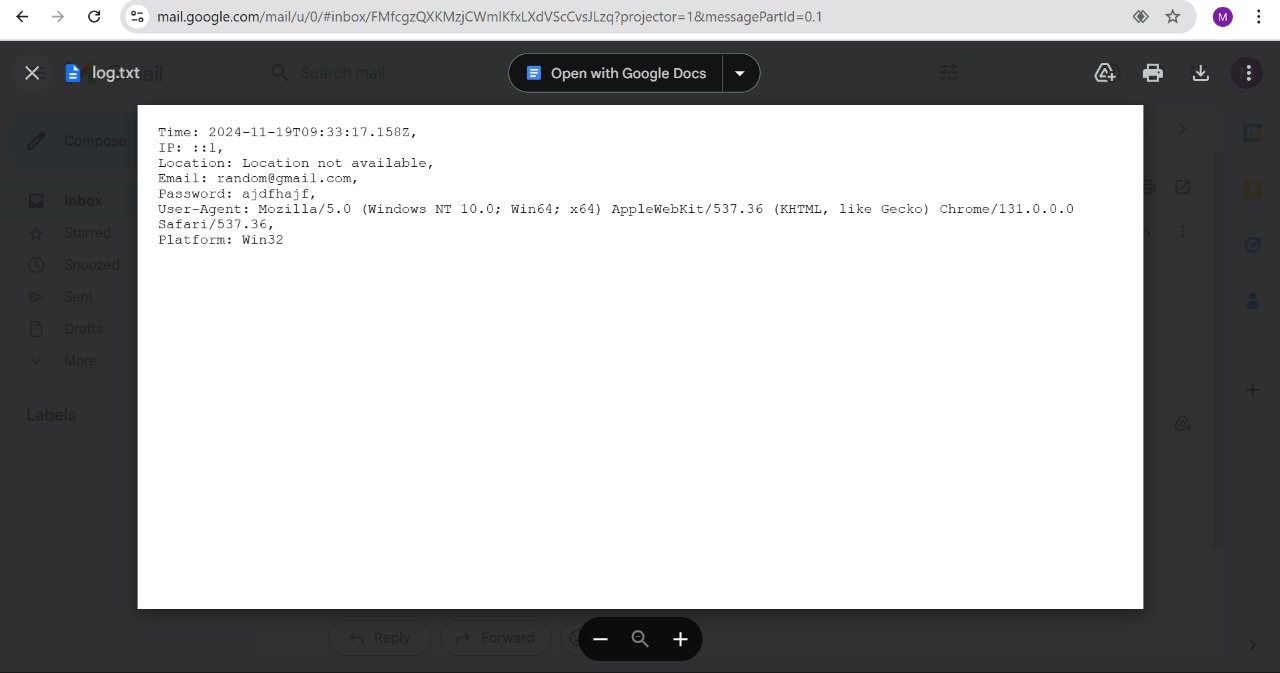 mail.google.com/mail/u/0/#inbox/FMfcgzQXKMzjCWmlKfxLXdVScCvsJLzq?projector=1&messagePartId=0.1
M
log.txt
Search mail
Open with Google Docs
Compose
Inbox
Starred
Snoozed
Sent
Drafts
More
Labels
Time: 2024-11-19T09:33:17.158Z,
IP: ::1,
Location: Location not available,
Email: random@gmail.com,
Password: ajdfhajf,
User-Agent: Mozilla/5.0 (Windows NT 10.0; Win64; x64) AppleWebKit/537.36 (KHTML, like Gecko) Chrome/131.0.0.0
Safari/537.36,
Platform: Win32
Reply
Forward